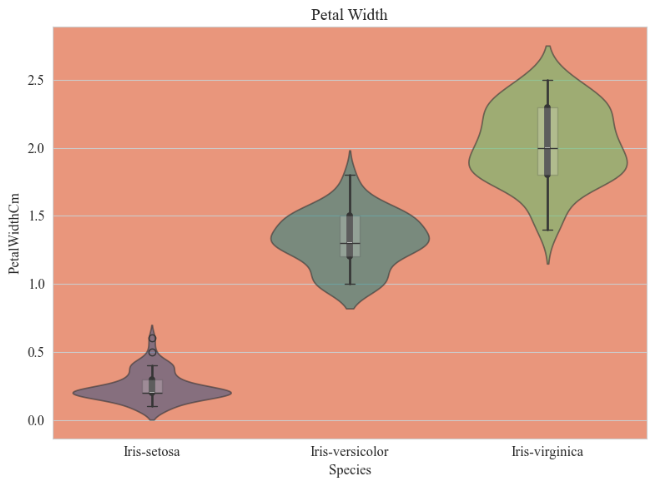 Petal Width
PetalWidthCm
2.5
2.0
1.5
1.0
0.5
0.0
Iris-setosa
Iris-versicolor
Iris-virginica
Species